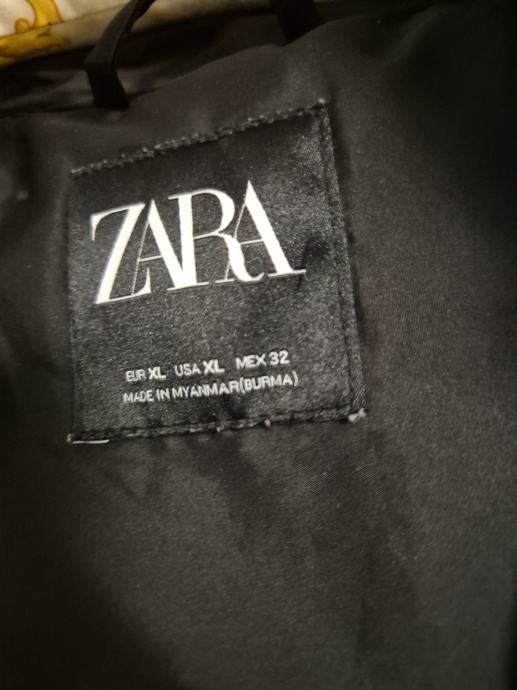 ZARA
EUR XL USA XL MEX 32
MADE IN MYANMAR(BURMA)